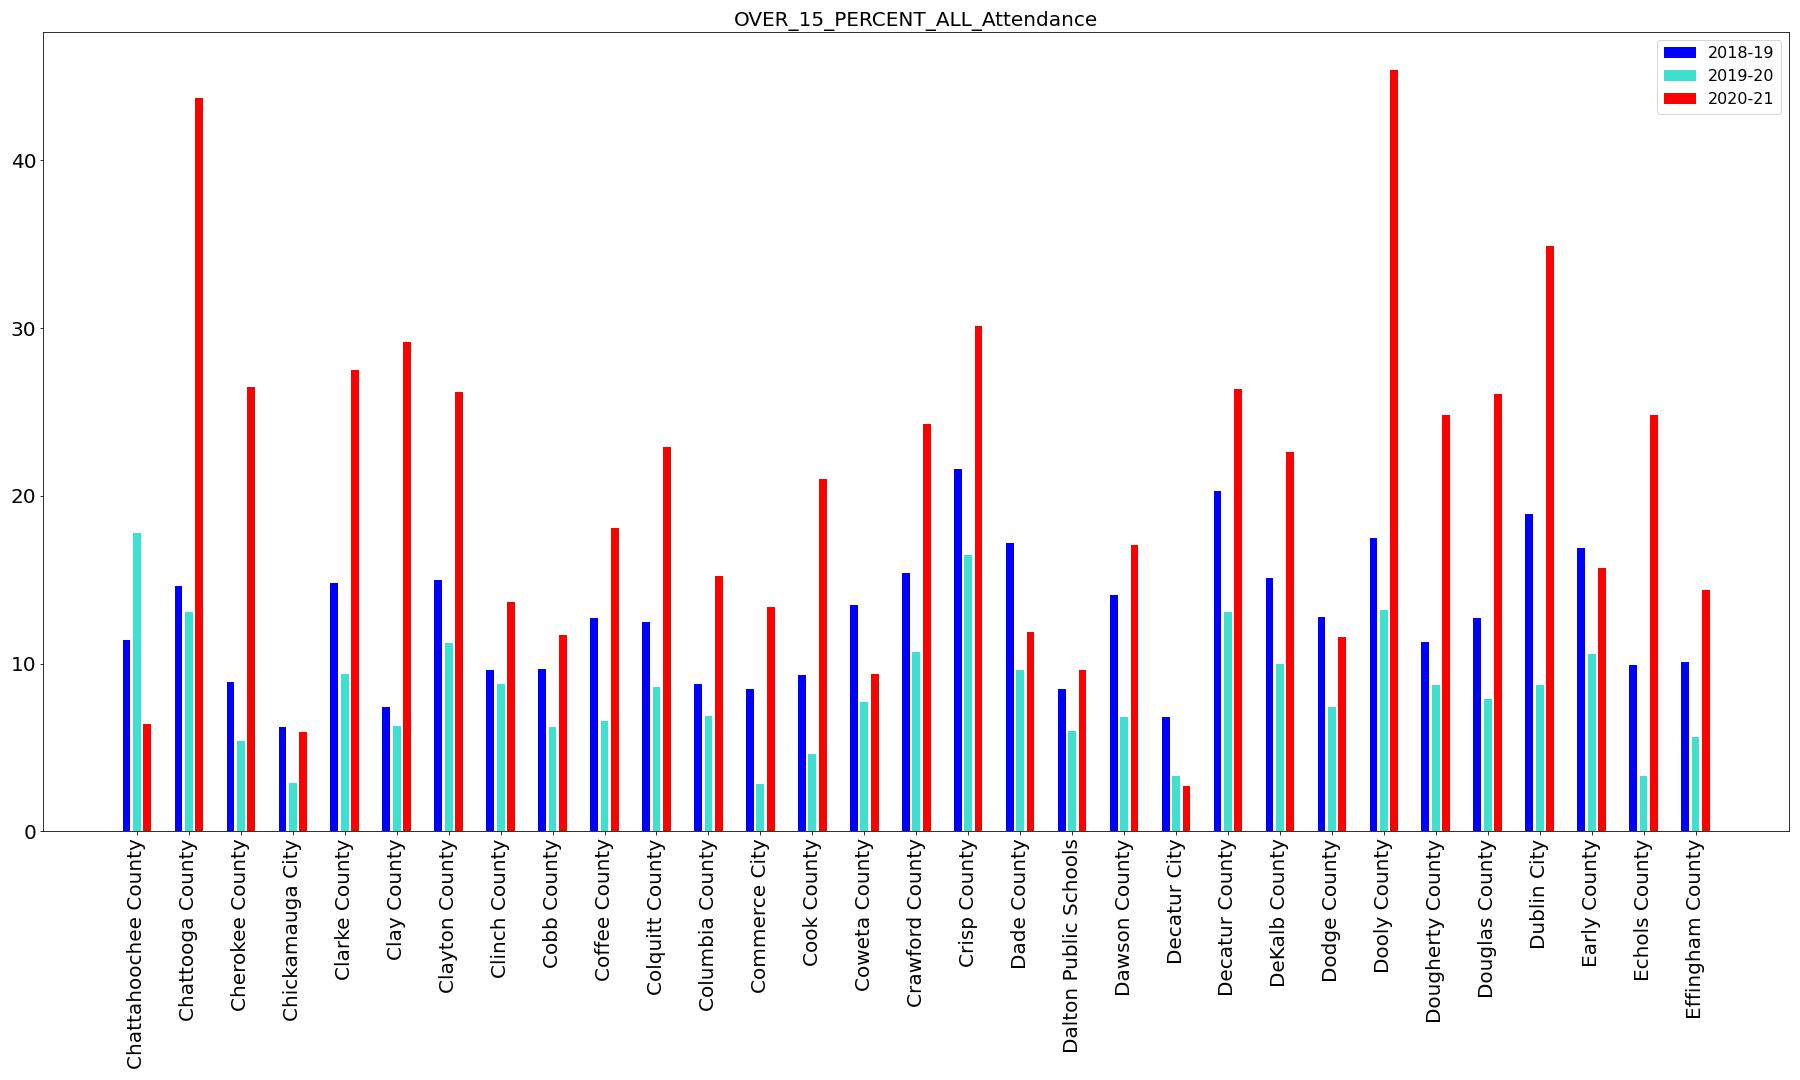 OVER_15_PERCENT_ALL_Attendance
2018-19
2019-20
2020-21
40
30
20
10
0
Chattahoochee County
Chattooga County
Cherokee County
Chickamauga City
Clarke County
Clay County
Clayton County
Clinch County
Cobb County
Coffee County
Colquitt County
Columbia County
Commerce City
Cook County
Coweta County
Crawford County
Crisp County
Dade County
Dalton Public Schools
Dawson County
Decatur City
Decatur County
DeKalb County
Dodge County
Dooly County
Dougherty County
Douglas County
Dublin City
Early County
Echols County
Effingham County